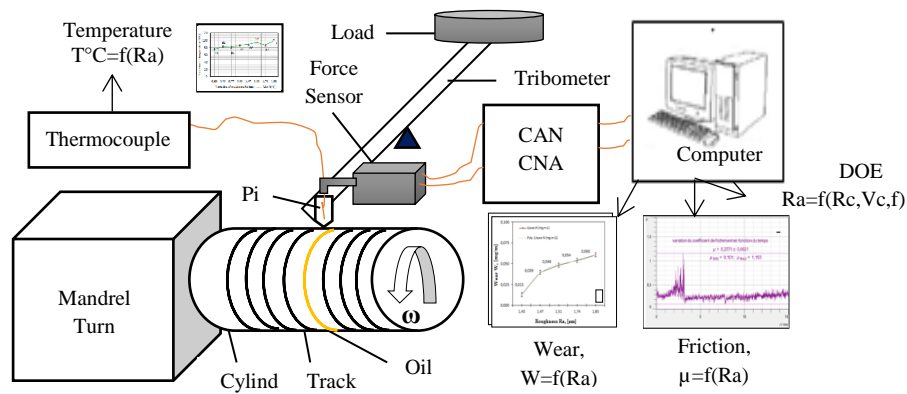 Temperature
T°C=f(Ra)
Load
Force
Sensor
Tribometer
Thermocouple
CAN
CNA
Computer
Pi
DOE
Ra=f(Rc,Vc,f)
Mandrel
Turn
ω
Cylind
Track
Oil
Wear,
W=f(Ra)
Friction,
µ=f(Ra)
Roughness Ra, [µm]